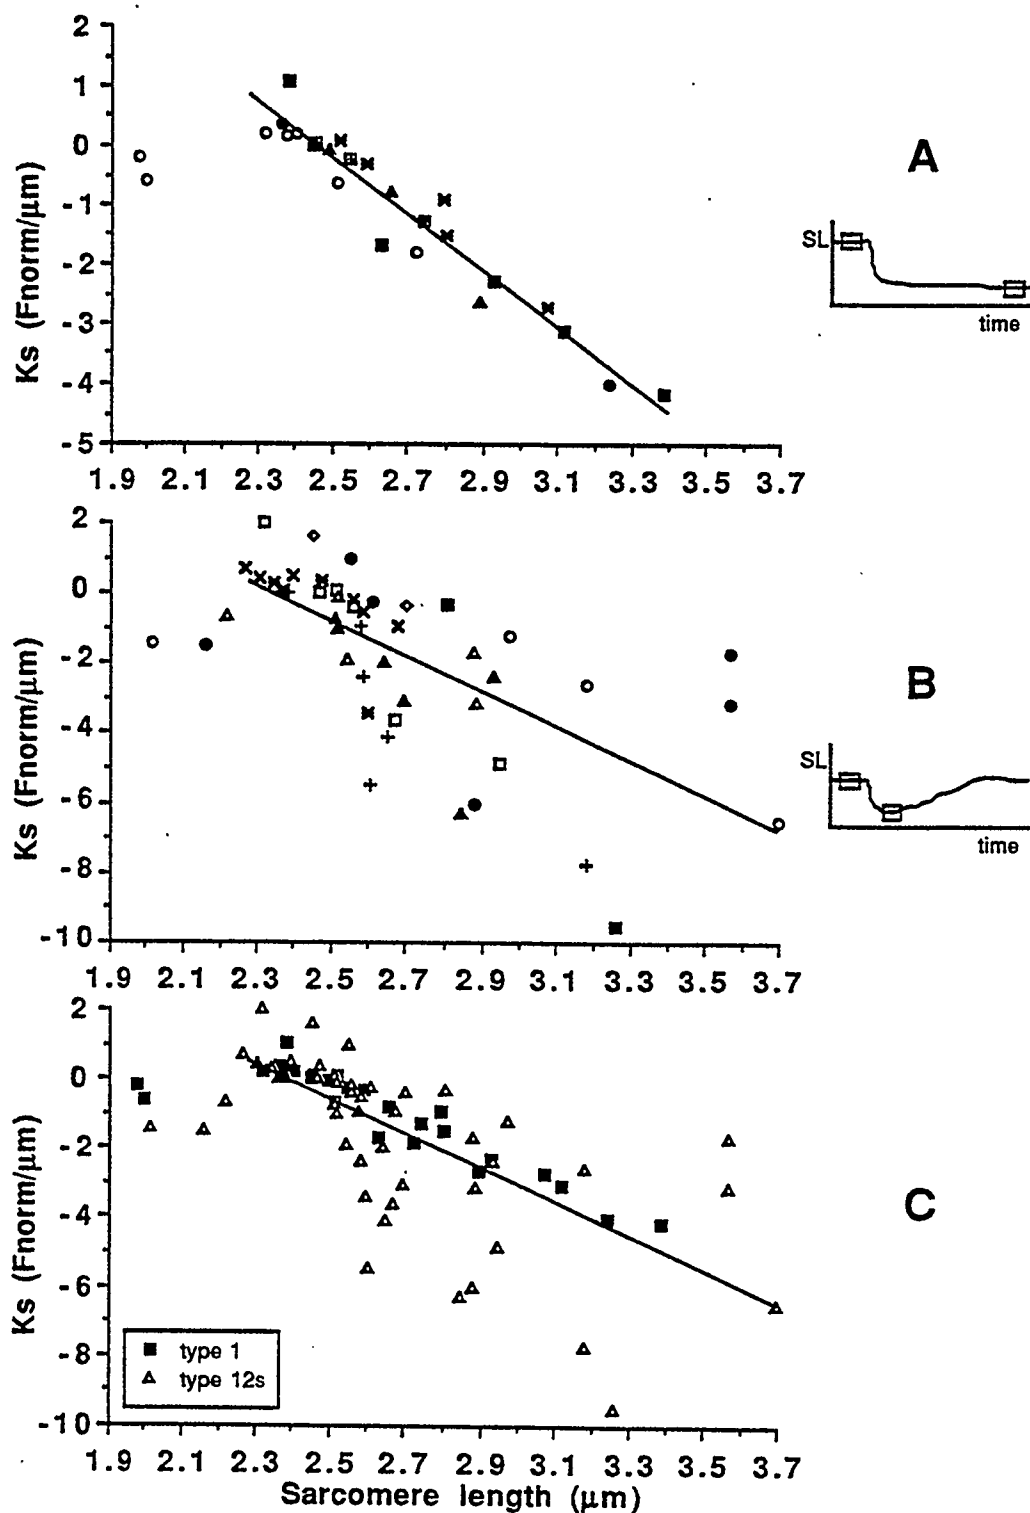 2
1
0
-1
-2
-3
-4
-5
Ks (Fnorm/µm)
1.9 2.1 2.3 2.5 2.7 2.9 3.1 3.3 3.5 3.7
A
SL
time
2
0
-2
-4
-6
-8
-10
Ks (Fnorm/µm)
1.9 2.1 2.3 2.5 2.7 2.9 3.1 3.3 3.5 3.7
B
SL
time
2
0
-2
-4
-6
-8
-10
Ks (Fnorm/µm)
type 1
type 12s
1.9 2.1 2.3 2.5 2.7 2.9 3.1 3.3 3.5 3.7
Sarcomere length (µm)
C